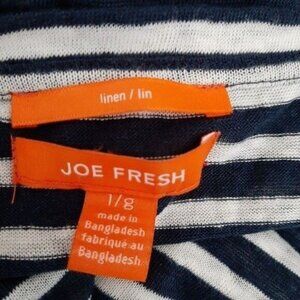 linen / lin
JOE FRESH
l/g
made in
Bangladesh
fabriqué au
Bangladesh